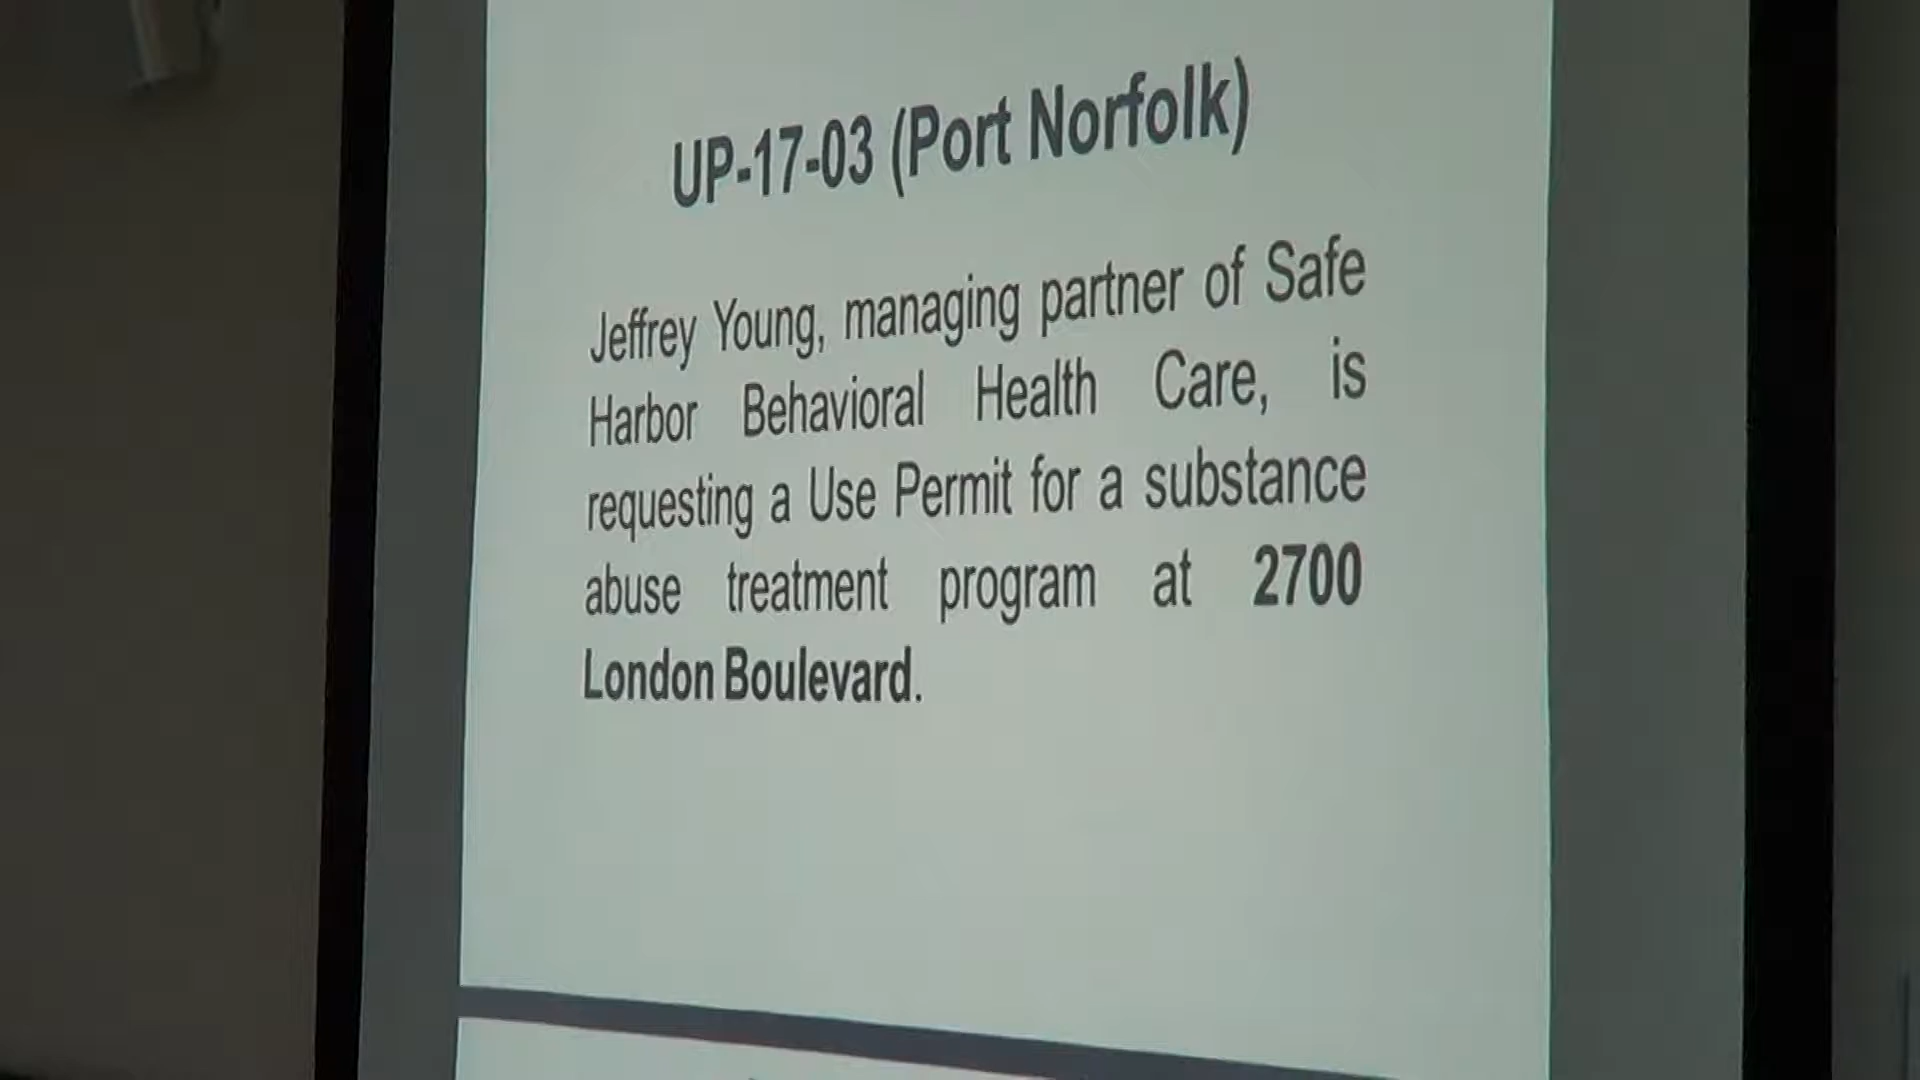 UP-17-03 (Port Norfolk)
Jeffrey Young, managing partner of Safe
Harbor Behavioral Health Care, is
requesting a Use Permit for a substance
abuse treatment program at 2700
London Boulevard.